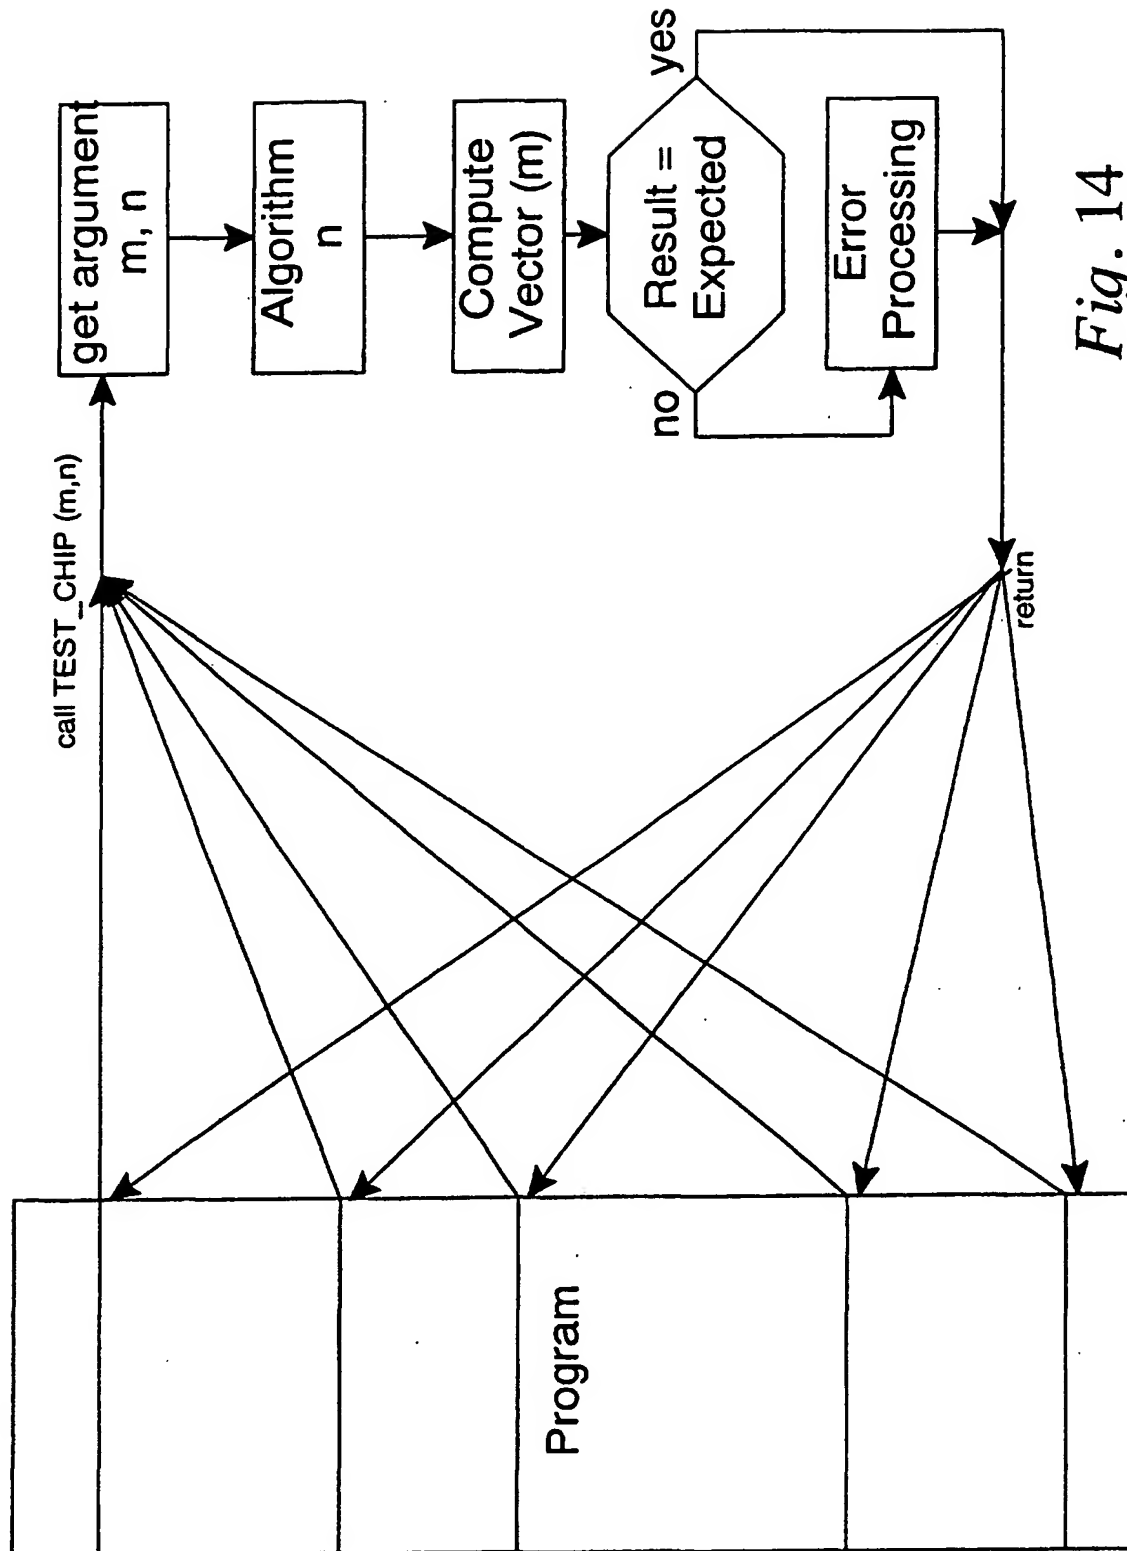 call TEST_CHIP (m,n)
get argument
m, n
Algorithm
n
Compute
Vector (m)
Result =
Expected
yes
no
Error
Processing
return
Program
Fig. 14